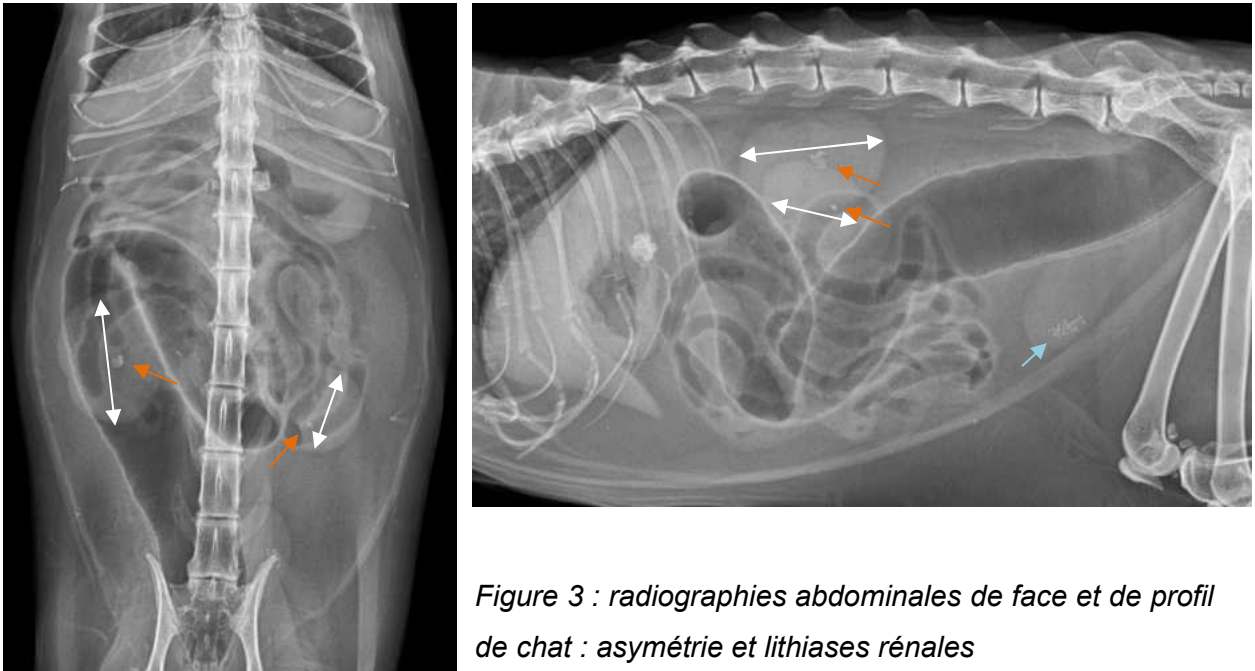 Figure 3 : radiographies abdominales de face et de profil
de chat : asymétrie et lithiases rénales